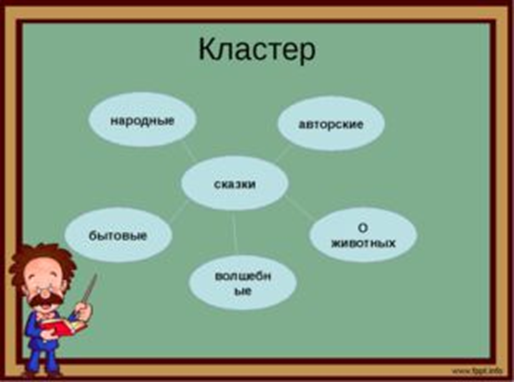 Кластер
народные
авторские
сказки
бытовые
О
животных
волшебн
ые
www.fppt.info